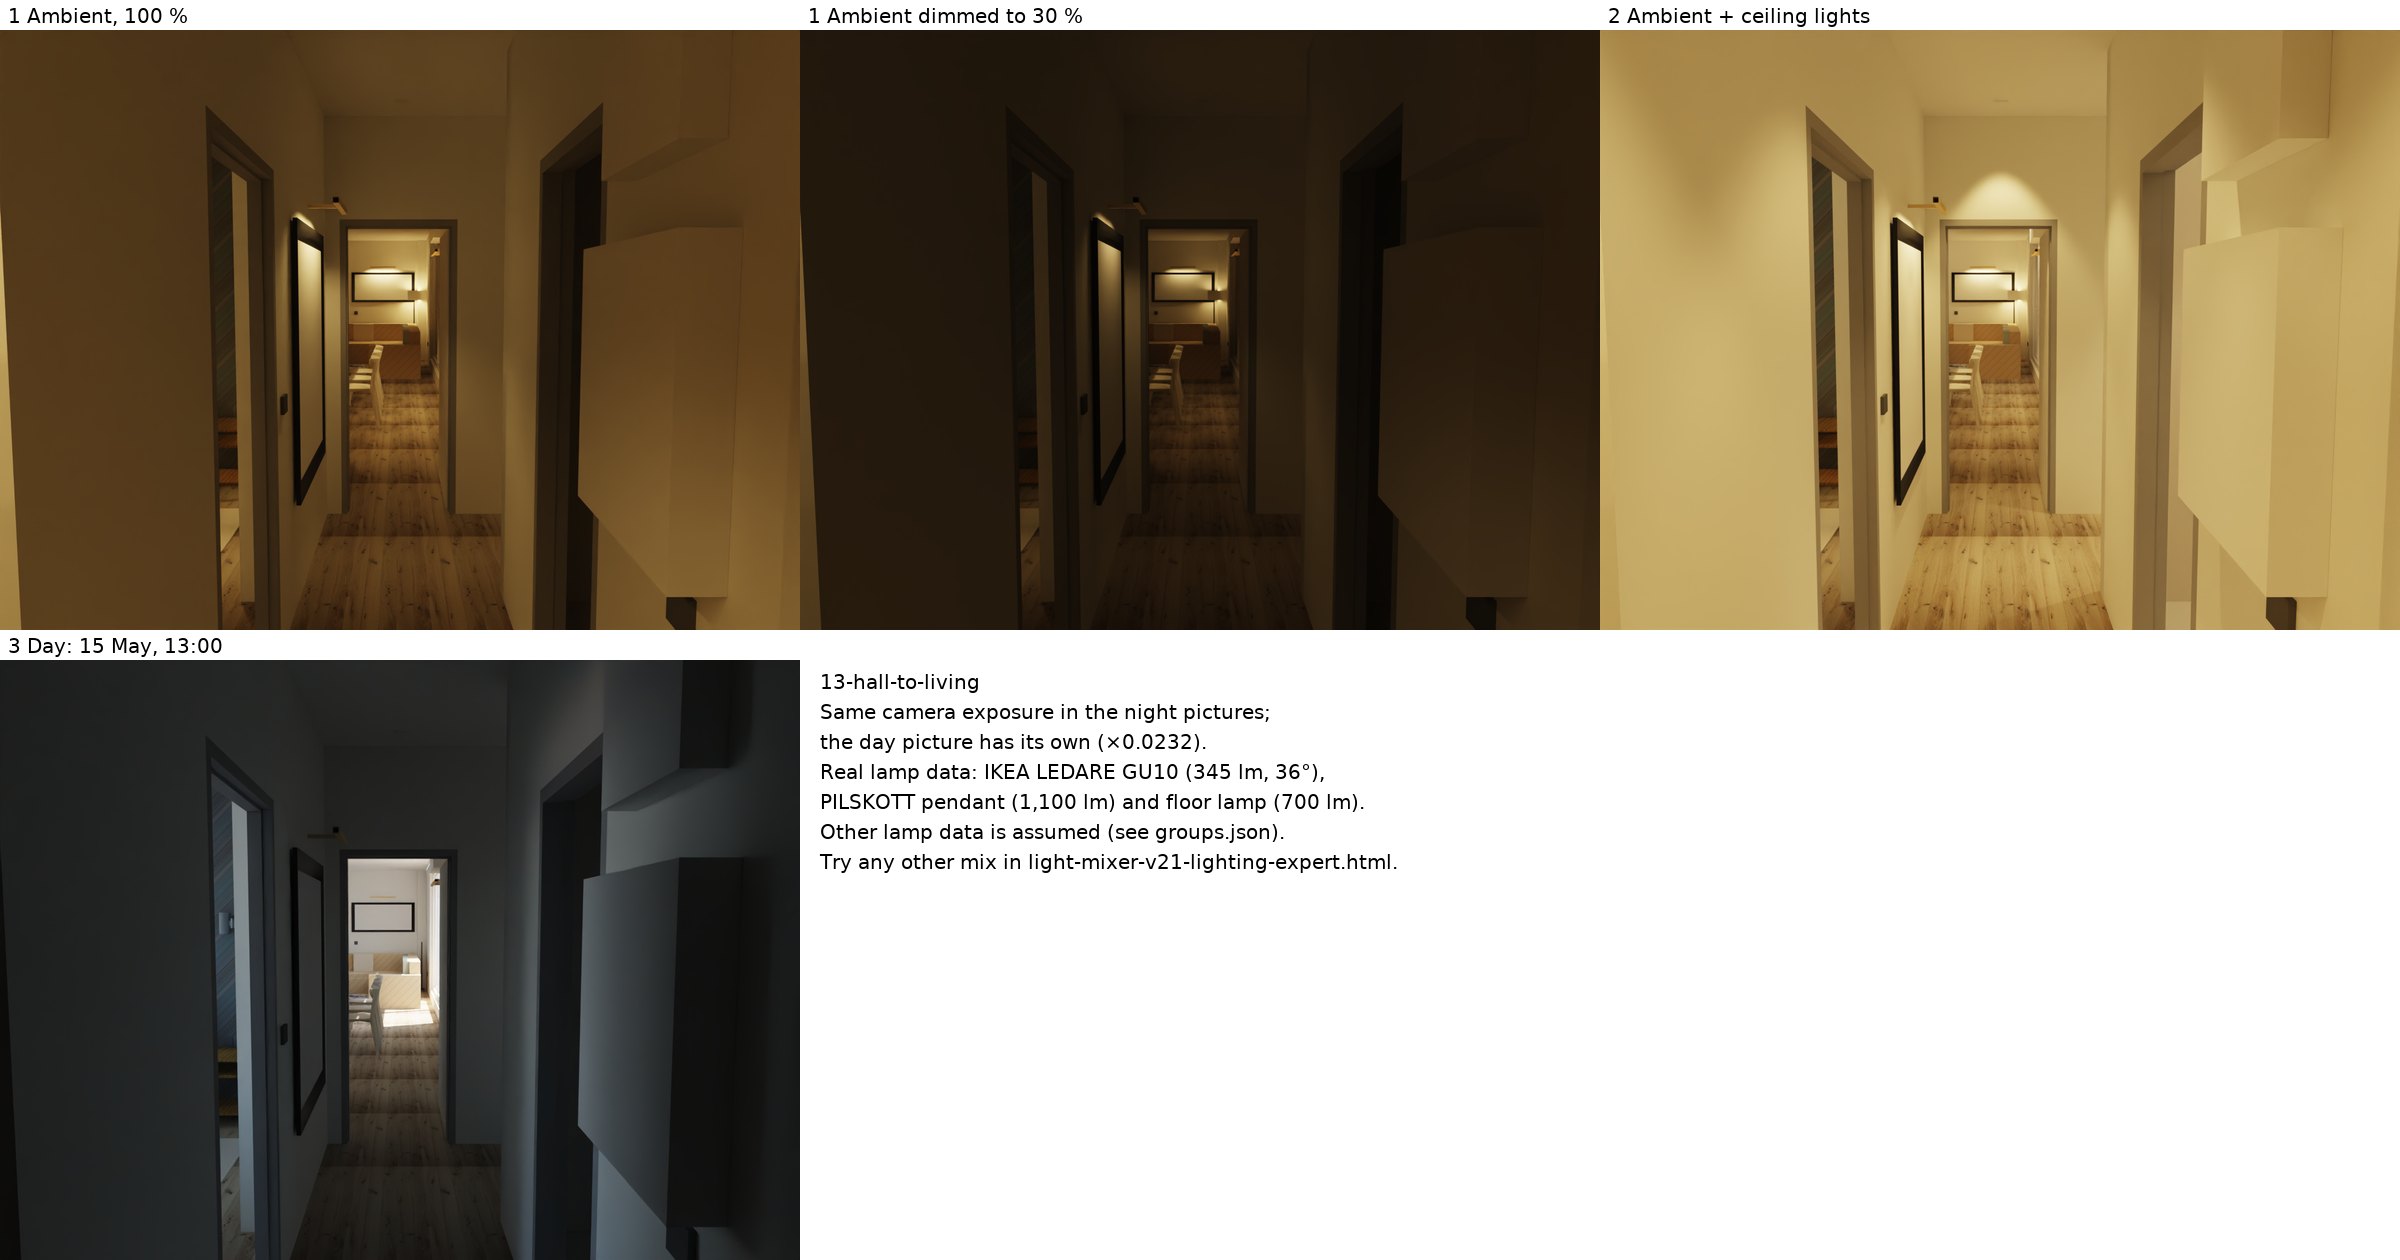 1 Ambient, 100 %
1 Ambient dimmed to 30 %
2 Ambient + ceiling lights
3 Day: 15 May, 13:00
13-hall-to-living
Same camera exposure in the night pictures;
the day picture has its own (×0.0232).
Real lamp data: IKEA LEDARE GU10 (345 lm, 36°),
PILSKOTT pendant (1,100 lm) and floor lamp (700 lm).
Other lamp data is assumed (see groups.json).
Try any other mix in light-mixer-v21-lighting-expert.html.